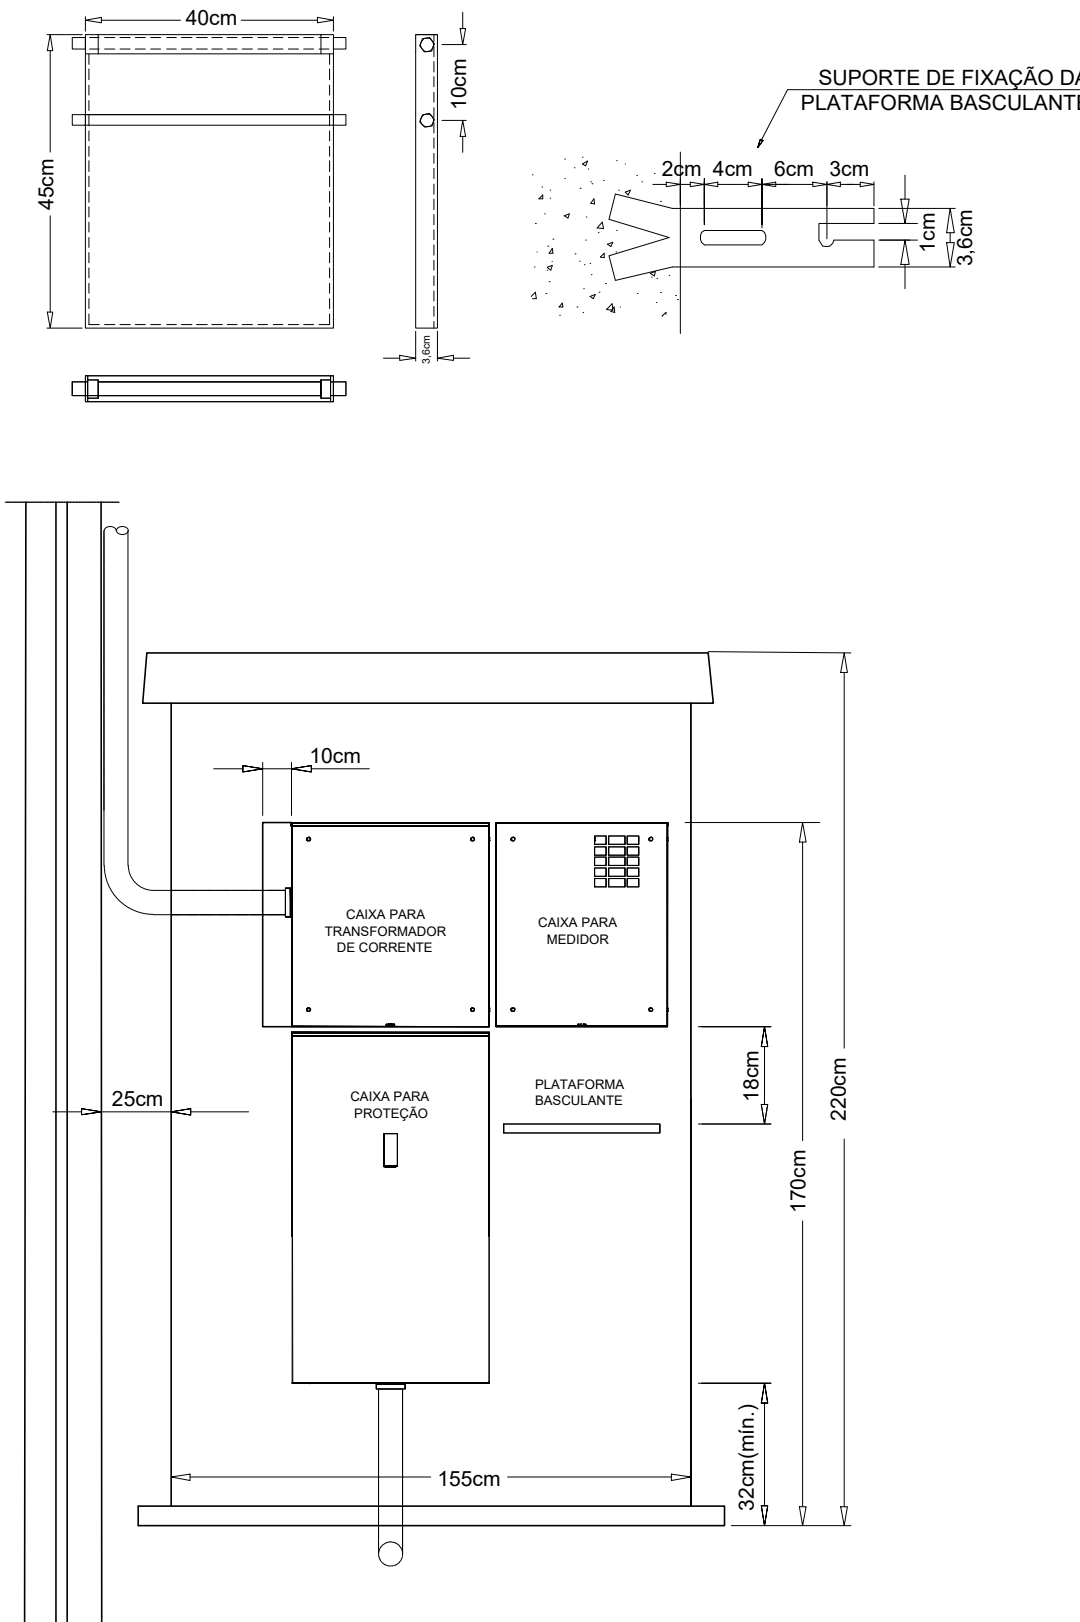 40cm
10cm
45cm
3,6cm
SUPORTE DE FIXAÇÃO DA
PLATAFORMA BASCULANTE
2cm
4cm
6cm
3cm
1cm
3,6cm
10cm
CAIXA PARA
TRANSFORMADOR
DE CORRENTE
CAIXA PARA
MEDIDOR
CAIXA PARA
PROTEÇÃO
PLATAFORMA
BASCULANTE
18cm
25cm
220cm
170cm
32cm(mín.)
155cm